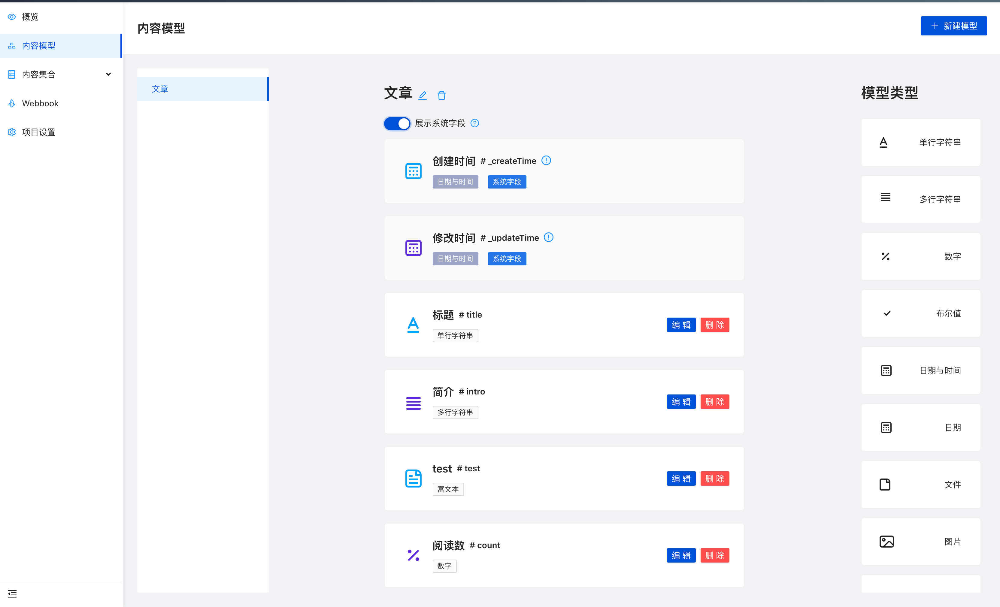 概览
内容模型
内容集合
Webbook
项目设置
内容模型
新建模型
文章
文章
展示系统字段
创建时间 # _createTime
日期与时间 系统字段
修改时间 # _updateTime
日期与时间 系统字段
标题 # title
单行字符串
编 辑 删 除
简介 # intro
多行字符串
编 辑 删 除
test # test
富文本
编 辑 删 除
阅读数 # count
数字
编 辑 删 除
模型类型
单行字符串
多行字符串
数字
布尔值
日期与时间
日期
文件
图片